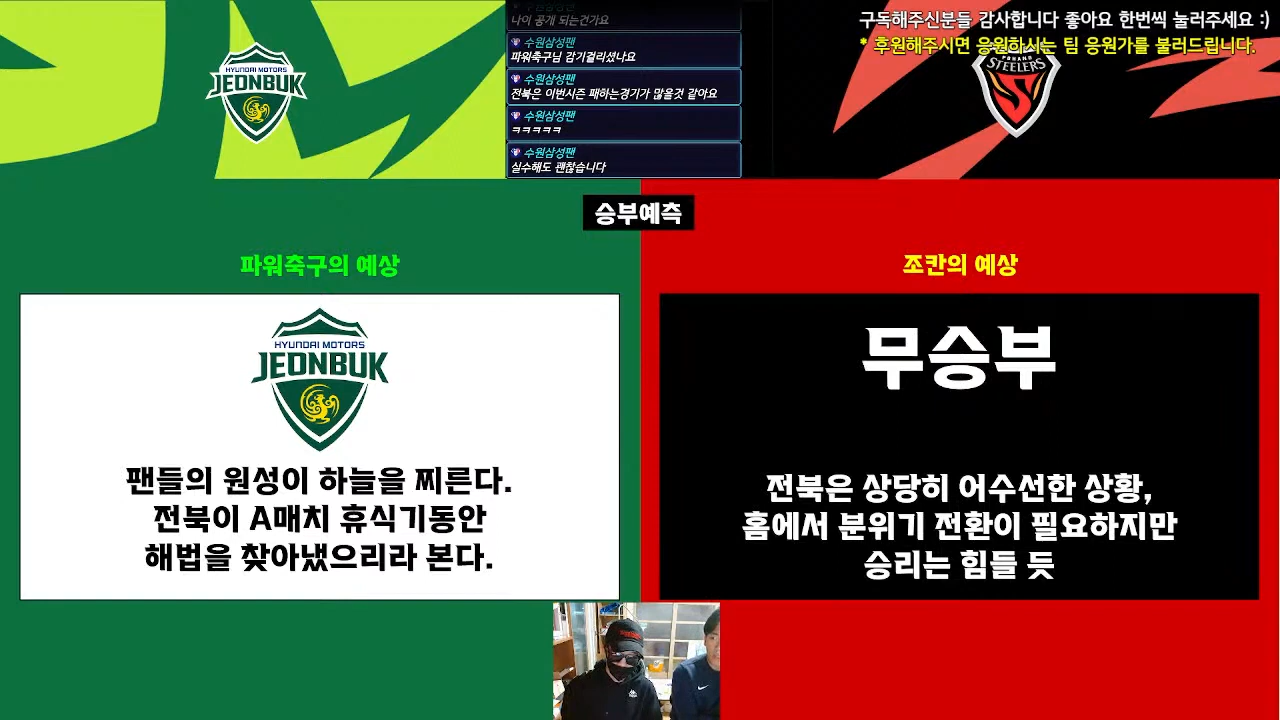 구독해주신분들 감사합니다 좋아요 한번씩 눌러주세요 :)
* 후원해주시면 응원하시는 팀 응원가를 불러드립니다.
HYUNDAI MOTORS
JEONBUK
나이 공개 되는건가요
수원삼성팬
파워축구님 감기걸리셨나요
수원삼성팬
전북은 이번시즌 패하는경기가 많을것 같아요
수원삼성팬
ㅋㅋㅋㅋㅋ
수원삼성팬
실수해도 괜찮습니다
POHANG
STEELERS
승부예측
파워축구의 예상
HYUNDAI MOTORS
JEONBUK
팬들의 원성이 하늘을 찌른다.
전북이 A매치 휴식기동안
해법을 찾아냈으리라 본다.
조칸의 예상
무승부
전북은 상당히 어수선한 상황,
홈에서 분위기 전환이 필요하지만
승리는 힘들 듯